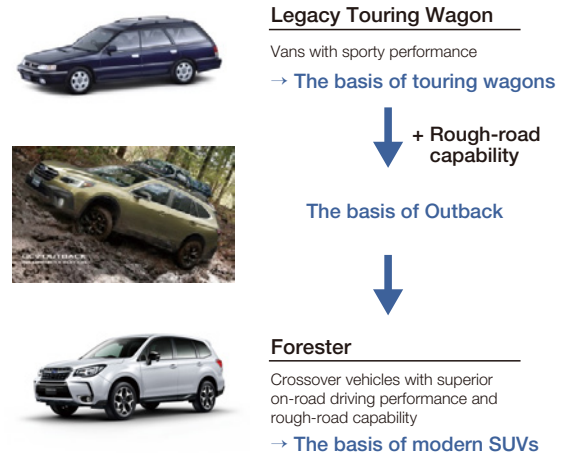 Legacy Touring Wagon
Vans with sporty performance
→ The basis of touring wagons
+ Rough-road
capability
The basis of Outback
Forester
Crossover vehicles with superior
on-road driving performance and
rough-road capability
→ The basis of modern SUVs